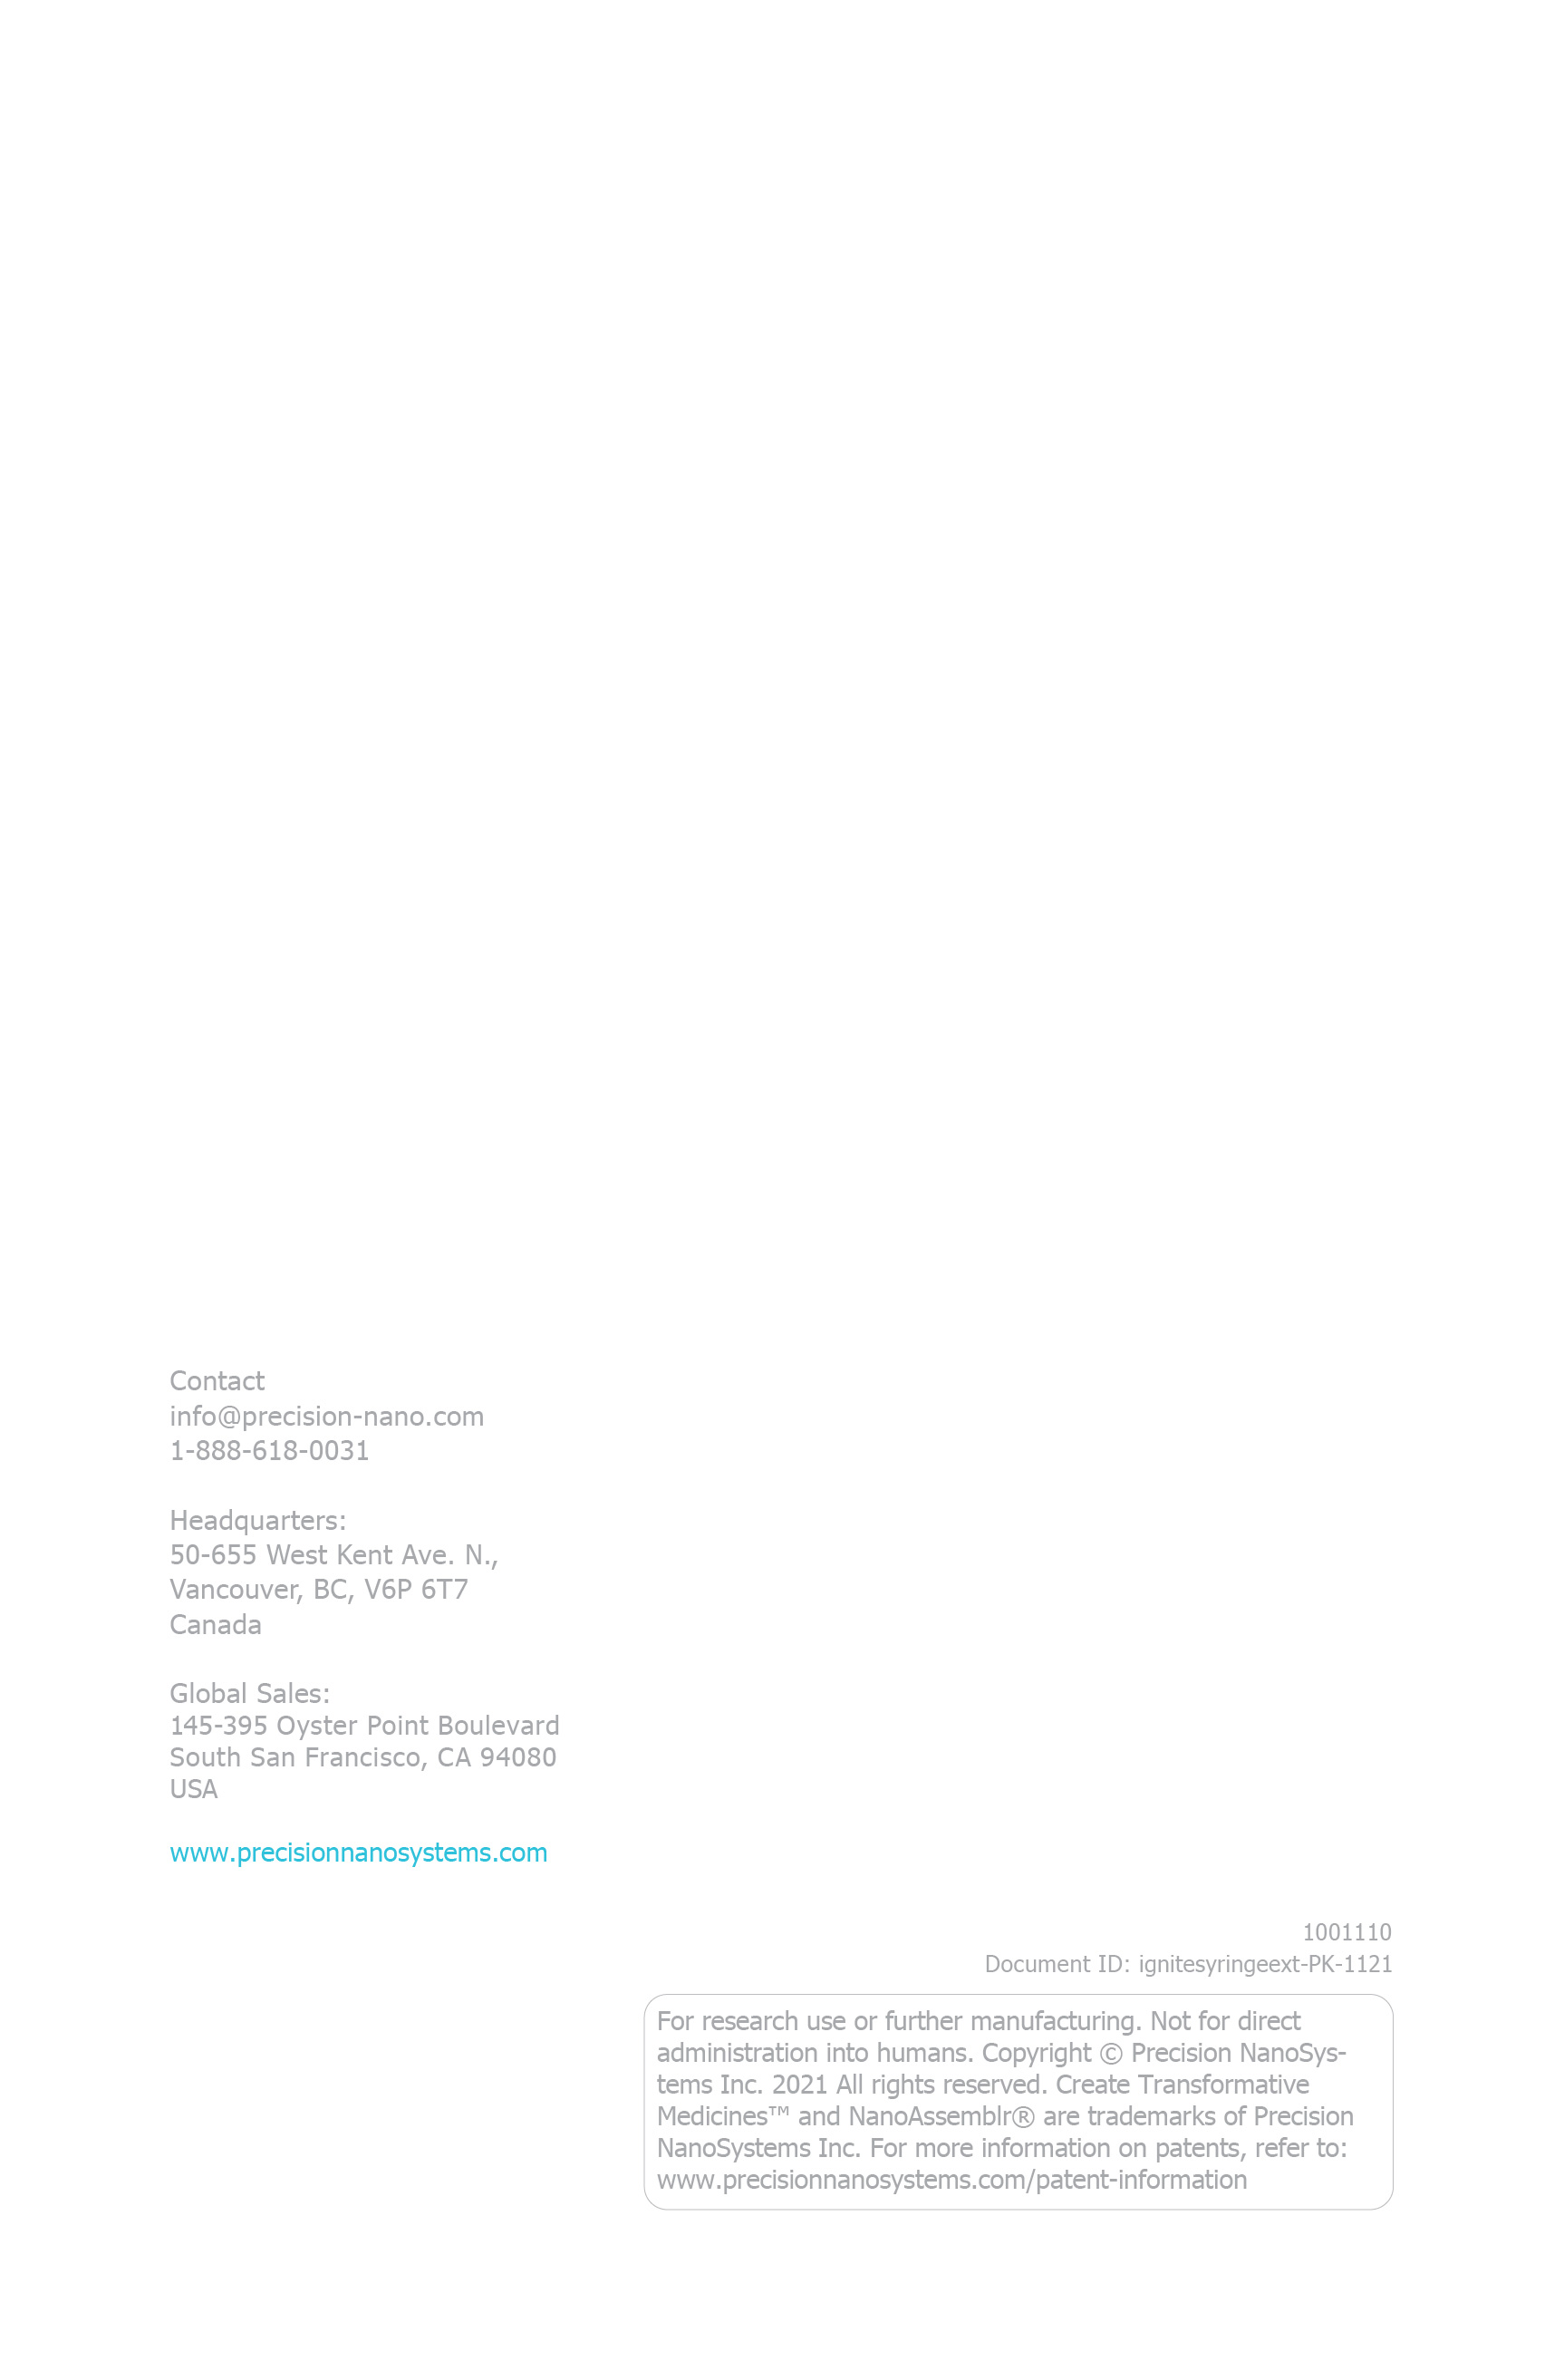 Contact
info@precision-nano.com
1-888-618-0031
Headquarters:
50-655 West Kent Ave. N.,
Vancouver, BC, V6P 6T7
Canada
Global Sales:
145-395 Oyster Point Boulevard
South San Francisco, CA 94080
USA
www.precisionnanosystems.com
1001110
Document ID: ignitesyringeext-PK-1121
For research use or further manufacturing. Not for direct
administration into humans. Copyright © Precision NanoSys-
tems Inc. 2021 All rights reserved. Create Transformative
Medicines™ and NanoAssemblr® are trademarks of Precision
NanoSystems Inc. For more information on patents, refer to:
www.precisionnanosystems.com/patent-information